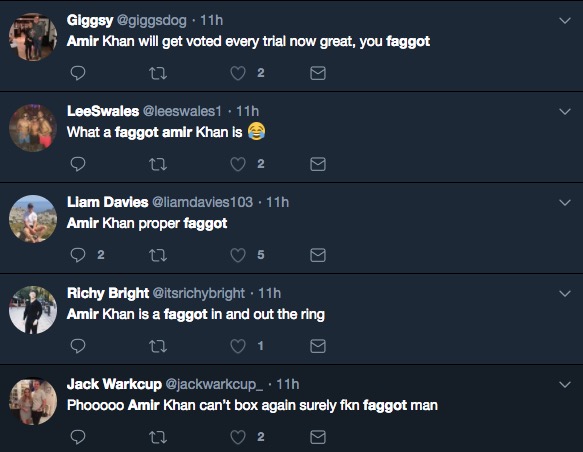 Giggsy @giggsdog · 11h
Amir Khan will get voted every trial now great, you faggot
2
LeeSwales @leeswales1 · 11h
What a faggot amir Khan is 😂
2
Liam Davies @liamdavies103 · 11h
Amir Khan proper faggot
2 5
Richy Bright @itsrichybright · 11h
Amir Khan is a faggot in and out the ring
1
Jack Warkcup @jackwarkcup_ · 11h
Phooooo Amir Khan can't box again surely fkn faggot man
2